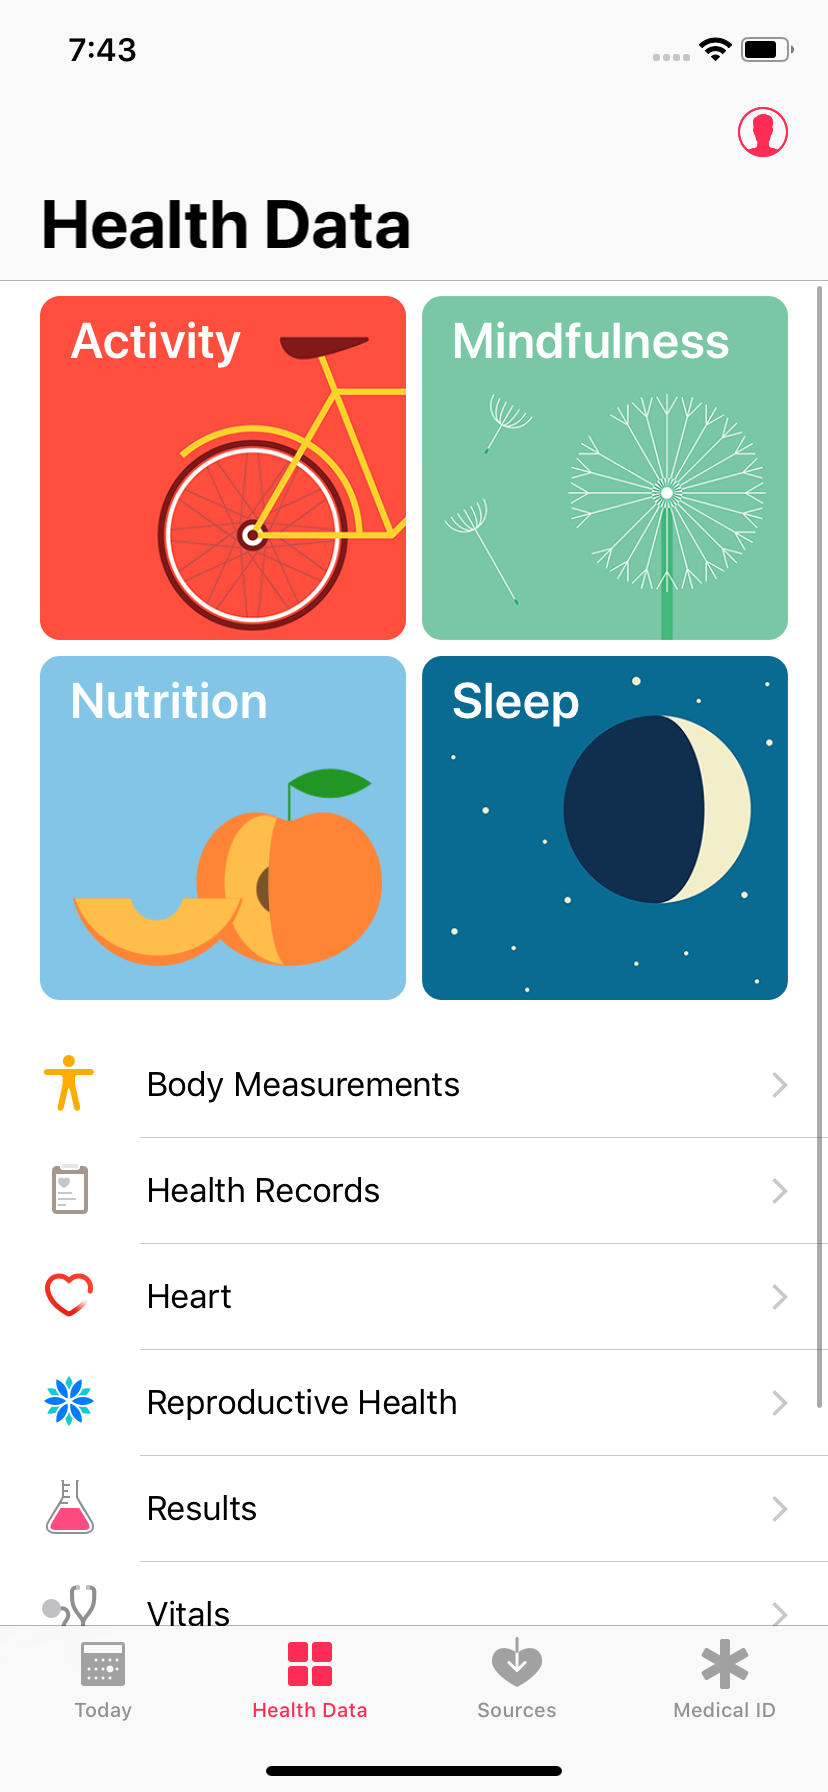 7:43
Health Data
Activity
Mindfulness
Nutrition
Sleep
Body Measurements
Health Records
Heart
Reproductive Health
Results
Vitals
Today
Health Data
Sources
Medical ID